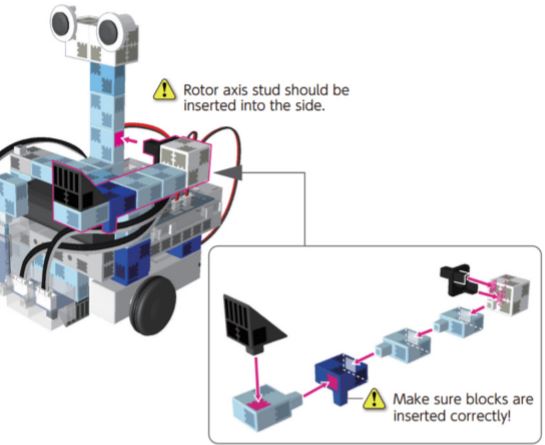 Rotor axis stud should be
inserted into the side.
Make sure blocks are
inserted correctly!